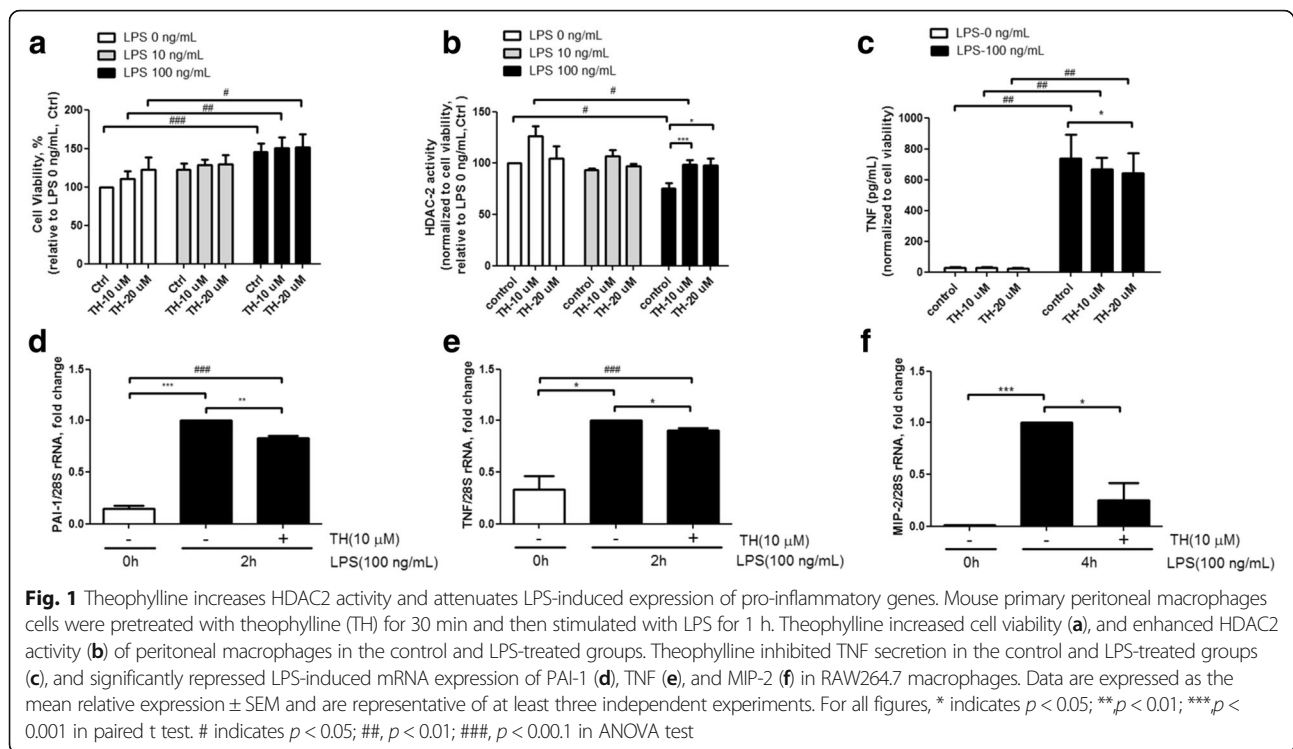 a
LPS 0 ng/mL
LPS 10 ng/mL
LPS 100 ng/mL
#
##
###
Cell Viability, %
(relative to LPS 0 ng/mL, Ctrl)
200
150
100
50
0
Ctrl
TH-10 uM
TH-20 uM
Ctrl
TH-10 uM
TH-20 uM
Ctrl
TH-10 uM
TH-20 uM
b
LPS 0 ng/mL
LPS 10 ng/mL
LPS 100 ng/mL
#
#
*
***
HDAC-2 activity
(normalized to cell viability,
relative to LPS 0 ng/mL,Ctrl)
150
100
50
0
control
TH-10 uM
TH-20 uM
control
TH-10 uM
TH-20 uM
control
TH-10 uM
TH-20 uM
c
LPS-0 ng/mL
LPS-100 ng/mL
##
##
##
*
TNF (pg/mL)
(normalized to cell viability)
1000
800
600
400
200
0
control
TH-10 uM
TH-20 uM
control
TH-10 uM
TH-20 uM
d
###
***
**
PAI-1/28S rRNA, fold change
1.5
1.0
0.5
0.0
- - + TH(10 μM)
0h 2h LPS(100 ng/mL)
e
###
*
*
TNF/28S rRNA, fold change
1.5
1.0
0.5
0.0
- - + TH(10 μM)
0h 2h LPS(100 ng/mL)
f
***
*
MIP-2/28S rRNA, fold change
1.5
1.0
0.5
0.0
- - + TH(10 μM)
0h 4h LPS(100 ng/mL)
Fig. 1 Theophylline increases HDAC2 activity and attenuates LPS-induced expression of pro-inflammatory genes. Mouse primary peritoneal macrophages
cells were pretreated with theophylline (TH) for 30 min and then stimulated with LPS for 1 h. Theophylline increased cell viability (a), and enhanced HDAC2
activity (b) of peritoneal macrophages in the control and LPS-treated groups. Theophylline inhibited TNF secretion in the control and LPS-treated groups
(c), and significantly repressed LPS-induced mRNA expression of PAI-1 (d), TNF (e), and MIP-2 (f) in RAW264.7 macrophages. Data are expressed as the
mean relative expression ± SEM and are representative of at least three independent experiments. For all figures, * indicates p < 0.05; **,p < 0.01; ***,p <
0.001 in paired t test. # indicates p < 0.05; ##, p < 0.01; ###, p < 0.00.1 in ANOVA test